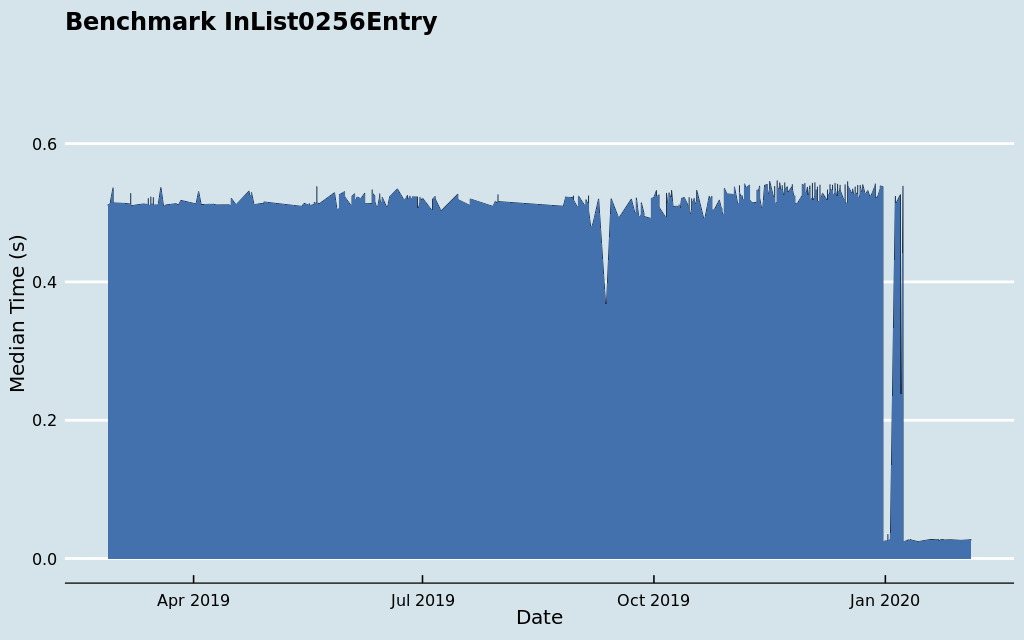 Benchmark InList0256Entry
0.6
0.4
0.2
0.0
Median Time (s)
Apr 2019
Jul 2019
Oct 2019
Jan 2020
Date